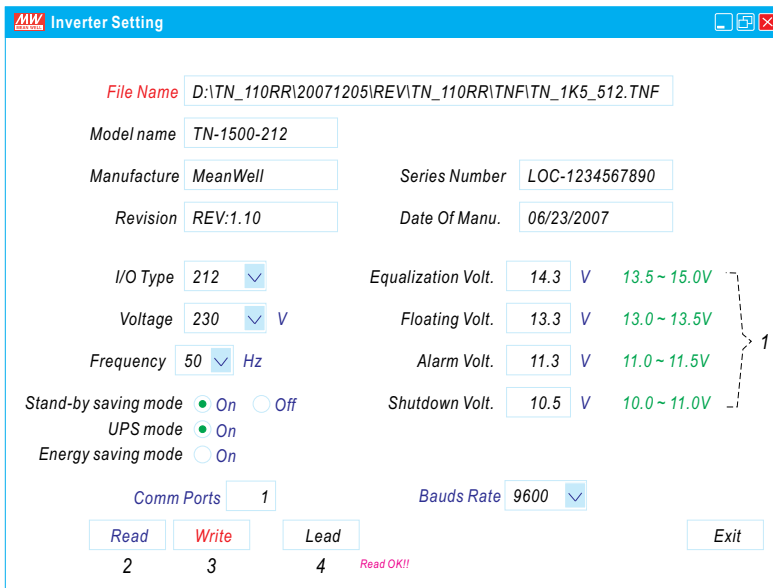 MW MEAN WELL Inverter Setting
File Name D:\TN_110RR\20071205\REV\TN_110RR\TNF\TN_1K5_512.TNF
Model name TN-1500-212
Manufacture MeanWell Series Number LOC-1234567890
Revision REV:1.10 Date Of Manu. 06/23/2007
I/O Type 212 Equalization Volt. 14.3 V 13.5 ~ 15.0V
Voltage 230 V Floating Volt. 13.3 V 13.0 ~ 13.5V
1
Frequency 50 Hz Alarm Volt. 11.3 V 11.0 ~ 11.5V
Stand-by saving mode On Off Shutdown Volt. 10.5 V 10.0 ~ 11.0V
UPS mode On
Energy saving mode On
Comm Ports 1 Bauds Rate 9600
Read Write Lead Exit
2 3 4 Read OK!!